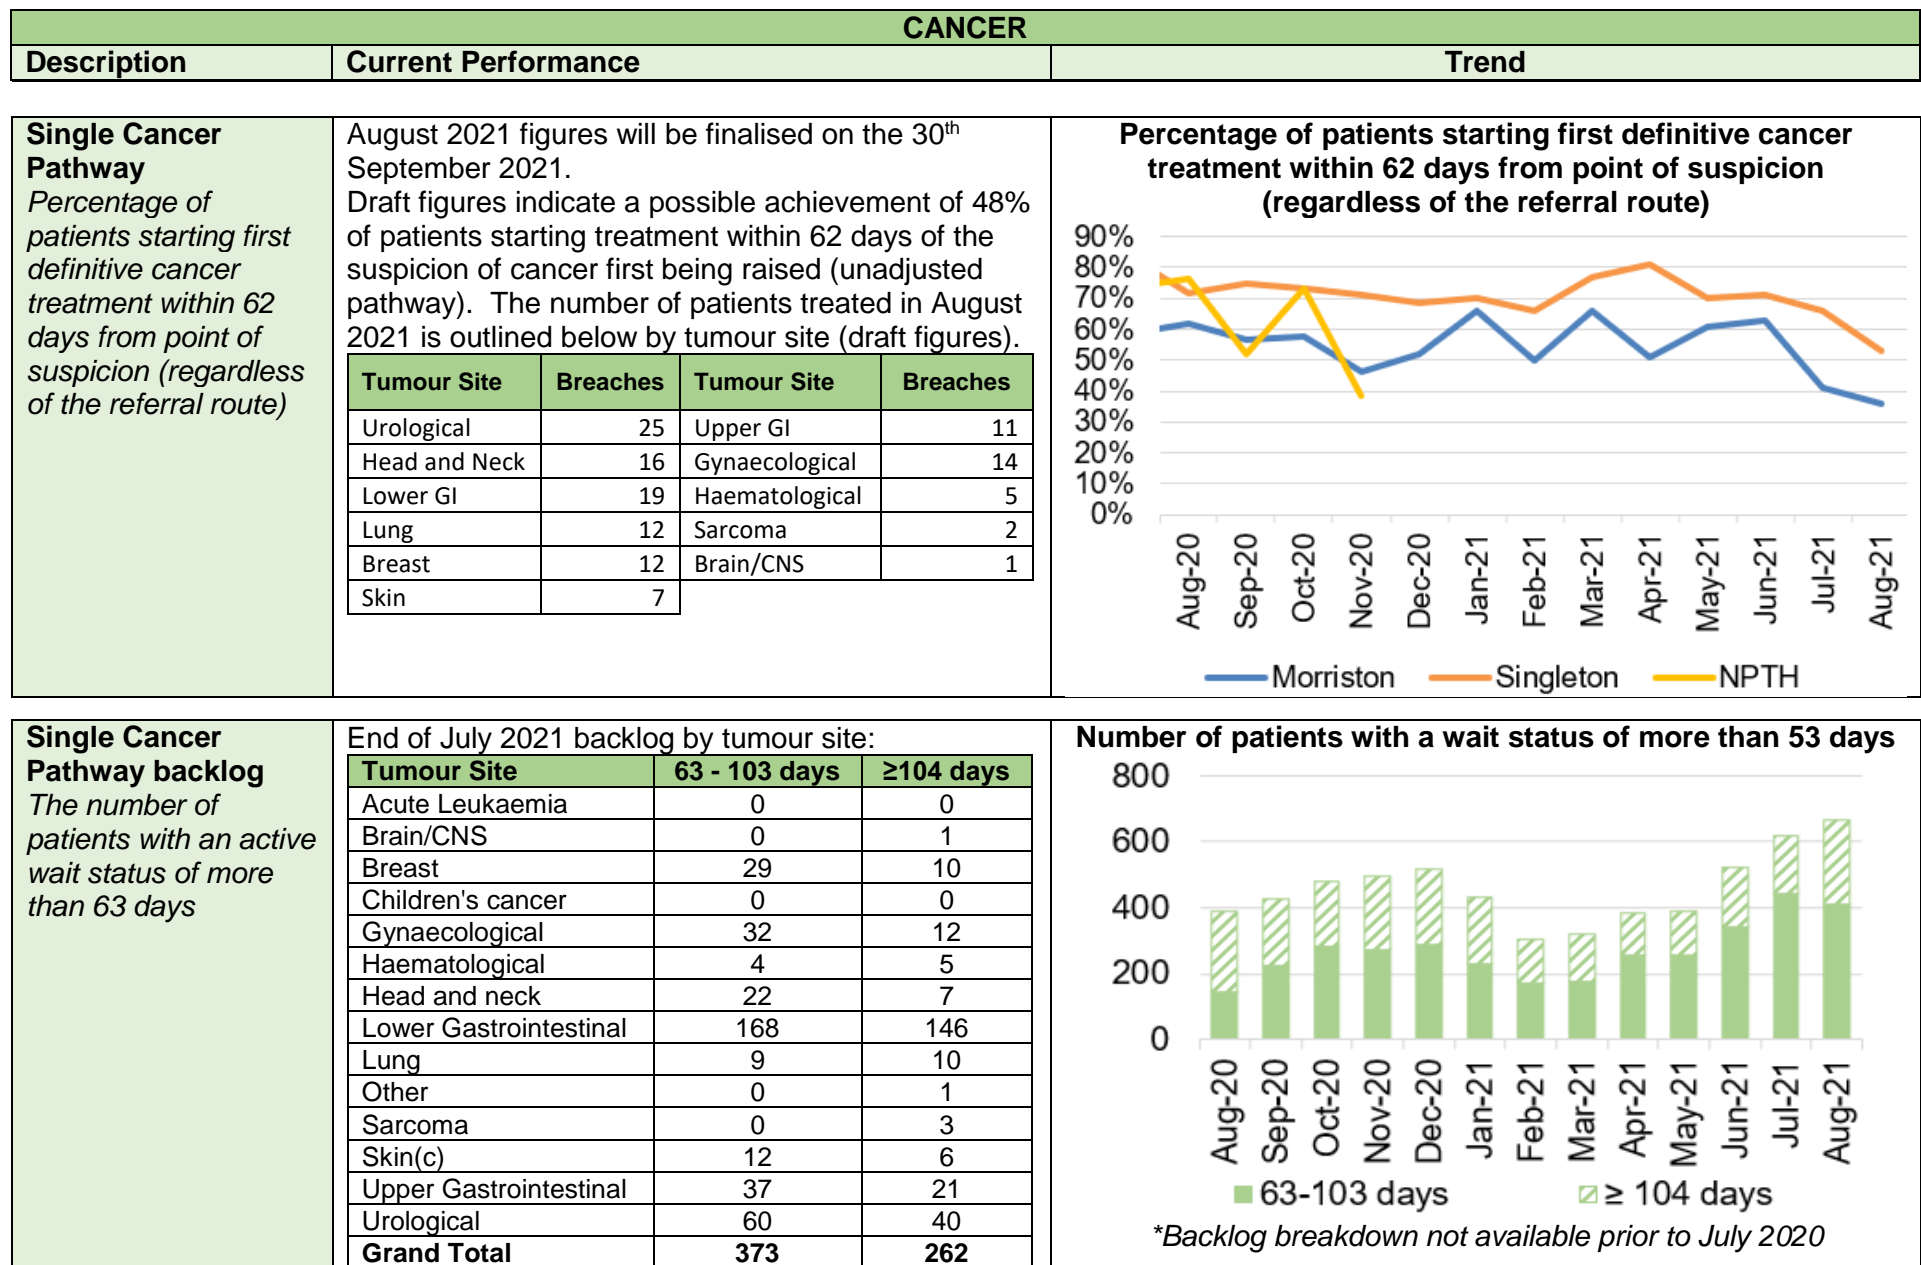 CANCER
Description Current Performance Trend
Single Cancer
Pathway
Percentage of
patients starting first
definitive cancer
treatment within 62
days from point of
suspicion (regardless
of the referral route)
August 2021 figures will be finalised on the 30th
September 2021.
Draft figures indicate a possible achievement of 48%
of patients starting treatment within 62 days of the
suspicion of cancer first being raised (unadjusted
pathway). The number of patients treated in August
2021 is outlined below by tumour site (draft figures).
Tumour Site Breaches Tumour Site Breaches
Urological 25 Upper GI 11
Head and Neck 16 Gynaecological 14
Lower GI 19 Haematological 5
Lung 12 Sarcoma 2
Breast 12 Brain/CNS 1
Skin 7
Percentage of patients starting first definitive cancer
treatment within 62 days from point of suspicion
(regardless of the referral route)
90%
80%
70%
60%
50%
40%
30%
20%
10%
0%
Aug-20 Sep-20 Oct-20 Nov-20 Dec-20 Jan-21 Feb-21 Mar-21 Apr-21 May-21 Jun-21 Jul-21 Aug-21
Morriston Singleton NPTH
Single Cancer
Pathway backlog
The number of
patients with an active
wait status of more
than 63 days
End of July 2021 backlog by tumour site:
Tumour Site 63 - 103 days ≥104 days
Acute Leukaemia 0 0
Brain/CNS 0 1
Breast 29 10
Children's cancer 0 0
Gynaecological 32 12
Haematological 4 5
Head and neck 22 7
Lower Gastrointestinal 168 146
Lung 9 10
Other 0 1
Sarcoma 0 3
Skin(c) 12 6
Upper Gastrointestinal 37 21
Urological 60 40
Grand Total 373 262
Number of patients with a wait status of more than 53 days
800
600
400
200
0
Aug-20 Sep-20 Oct-20 Nov-20 Dec-20 Jan-21 Feb-21 Mar-21 Apr-21 May-21 Jun-21 Jul-21 Aug-21
63-103 days ≥ 104 days
*Backlog breakdown not available prior to July 2020